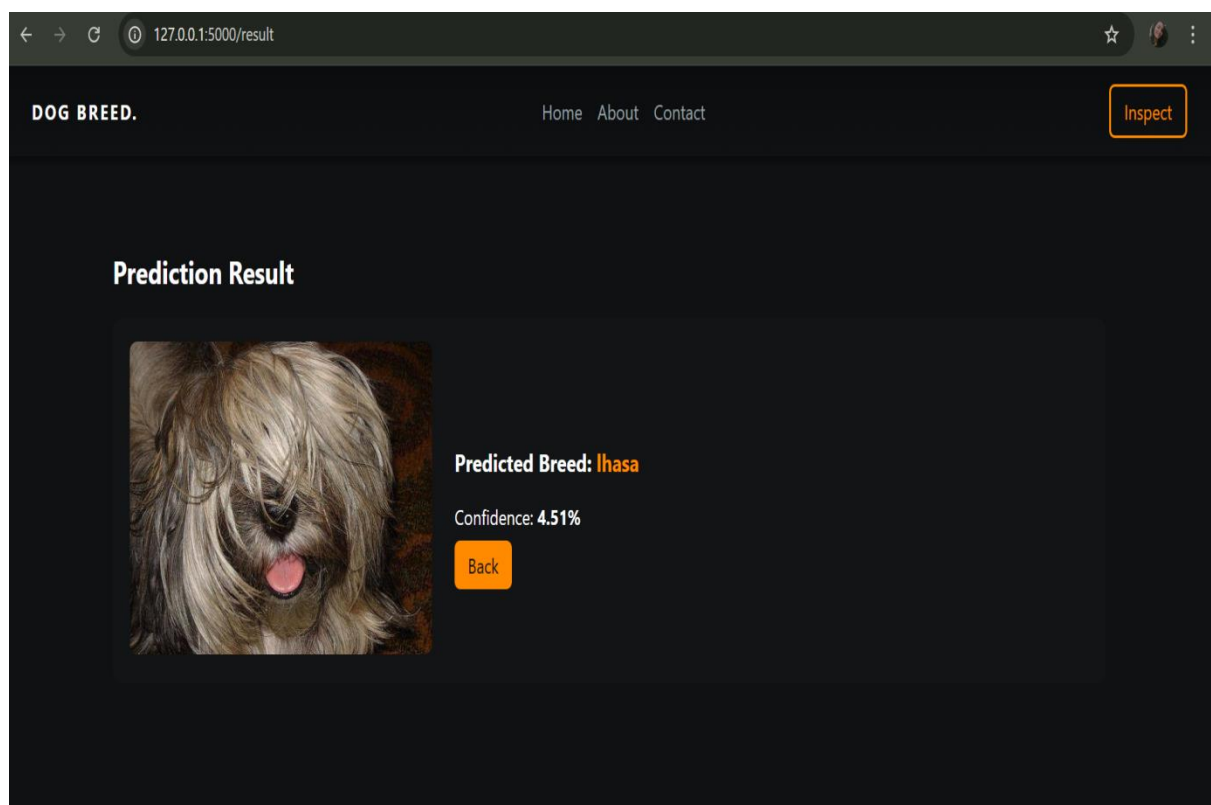 127.0.0.1:5000/result
DOG BREED.
Home About Contact
Inspect
Prediction Result
Predicted Breed: lhasa
Confidence: 4.51%
Back